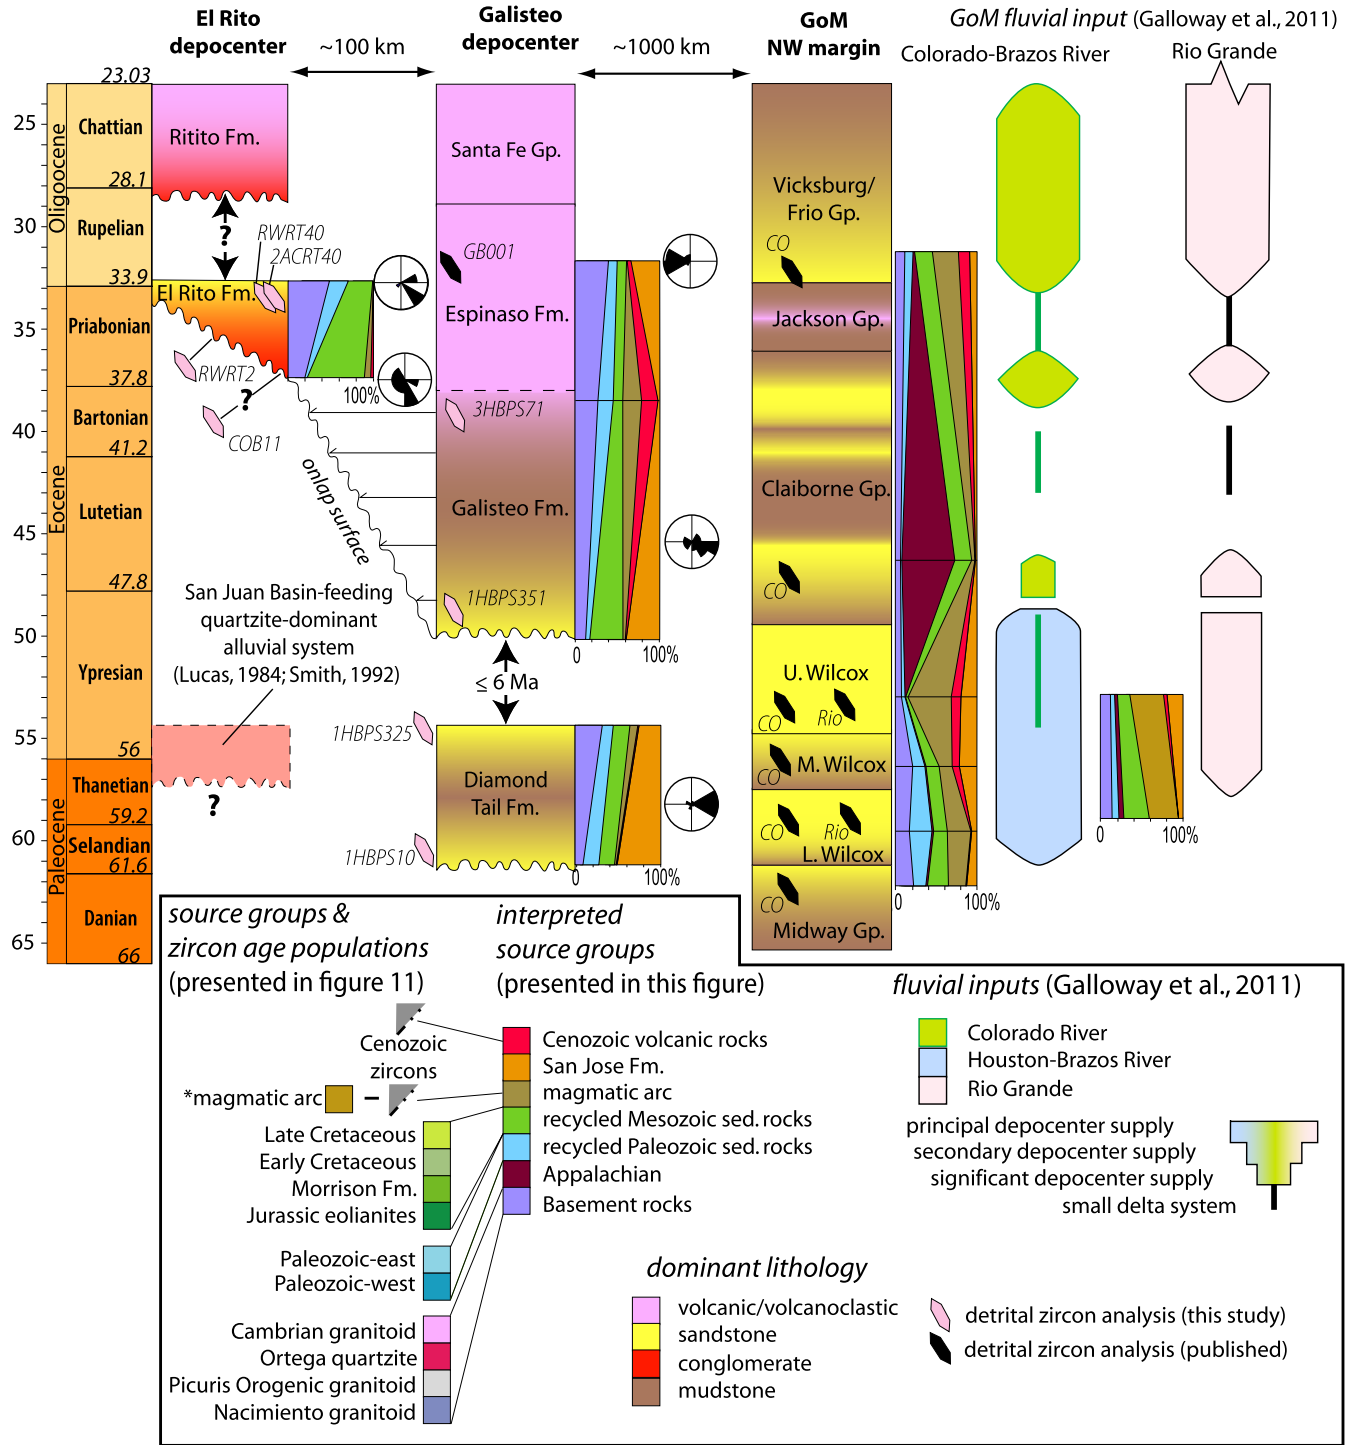 El Rito
depocenter
~100 km
Galisteo
depocenter
~1000 km
GoM
NW margin
GoM fluvial input (Galloway et al., 2011)
Colorado-Brazos River
Rio Grande
23.03
25
30
35
40
45
50
55
60
65
Oligoocene
Eocene
Paleocene
Chattian
28.1
Rupelian
33.9
Priabonian
37.8
Bartonian
41.2
Lutetian
47.8
Ypresian
56
Thanetian
59.2
Selandian
61.6
Danian
66
Ritito Fm.
?
RWRT40
2ACRT40
El Rito Fm.
RWRT2
100%
?
COB11
onlap surface
San Juan Basin-feeding
quartzite-dominant
alluvial system
(Lucas, 1984; Smith, 1992)
?
Santa Fe Gp.
GB001
Espinaso Fm.
3HBPS71
Galisteo Fm.
1HBPS351
0
100%
≤ 6 Ma
1HBPS325
Diamond
Tail Fm.
1HBPS10
0
100%
Vicksburg/
Frio Gp.
CO
Jackson Gp.
Claiborne Gp.
CO
U. Wilcox
CO
Rio
M. Wilcox
CO
CO
Rio
L. Wilcox
CO
Midway Gp.
0
100%
0
100%
source groups &
zircon age populations
(presented in figure 11)
Cenozoic
zircons
*magmatic arc
–
Late Cretaceous
Early Cretaceous
Morrison Fm.
Jurassic eolianites
Paleozoic-east
Paleozoic-west
Cambrian granitoid
Ortega quartzite
Picuris Orogenic granitoid
Nacimiento granitoid
interpreted
source groups
(presented in this figure)
Cenozoic volcanic rocks
San Jose Fm.
magmatic arc
recycled Mesozoic sed. rocks
recycled Paleozoic sed. rocks
Appalachian
Basement rocks
dominant lithology
volcanic/volcanoclastic
sandstone
conglomerate
mudstone
fluvial inputs (Galloway et al., 2011)
Colorado River
Houston-Brazos River
Rio Grande
principal depocenter supply
secondary depocenter supply
significant depocenter supply
small delta system
detrital zircon analysis (this study)
detrital zircon analysis (published)